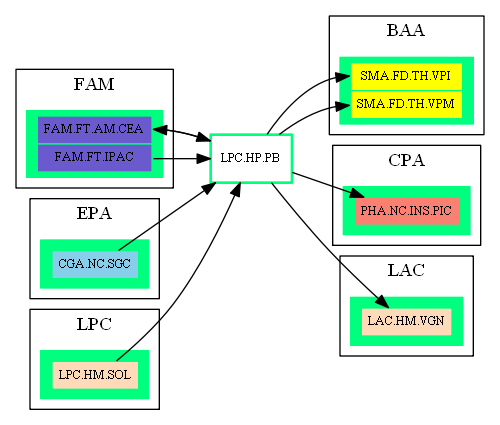 BAA
SMA.FD.TH.VPI
SMA.FD.TH.VPM
FAM
FAM.FT.AM.CEA
FAM.FT.IPAC
LPC.HP.PB
CPA
PHA.NC.INS.PIC
EPA
CGA.NC.SGC
LAC
LAC.HM.VGN
LPC
LPC.HM.SOL